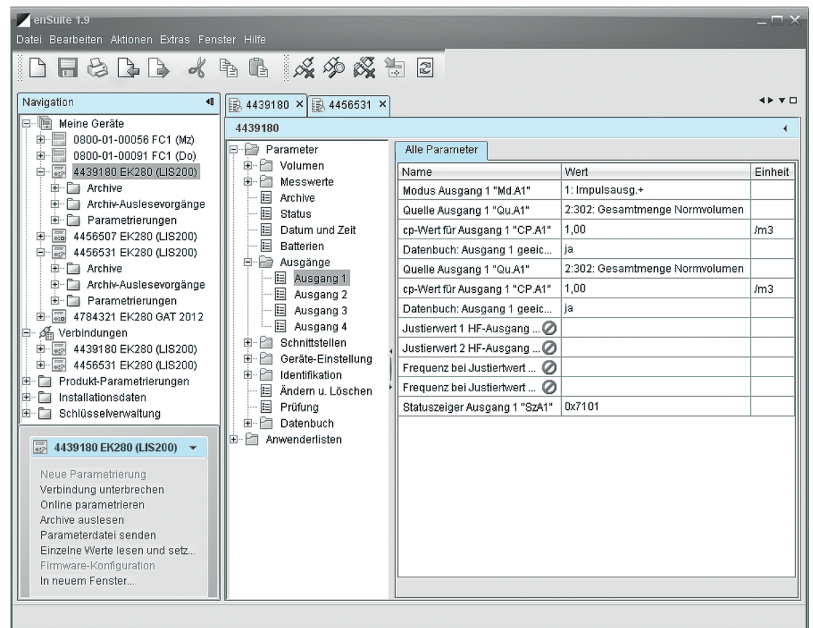 enSuite 1.9
Datei Bearbeiten Aktionen Extras Fenster Hilfe
Navigation
4439180 × 4456531 ×
Meine Geräte
0800-01-00056 FC1 (Mz)
0800-01-00091 FC1 (Do)
4439180 EK280 (LIS200)
Archive
Archiv-Auslesevorgänge
Parametrierungen
4456507 EK280 (LIS200)
4456531 EK280 (LIS200)
Archive
Archiv-Auslesevorgänge
Parametrierungen
4784321 EK280 GAT 2012
Verbindungen
4439180 EK280 (LIS200)
4456531 EK280 (LIS200)
Produkt-Parametrierungen
Installationsdaten
Schlüsselverwaltung
4439180 EK280 (LIS200)
Neue Parametrierung
Verbindung unterbrechen
Online parametrieren
Archive auslesen
Parameterdatei senden
Einzelne Werte lesen und setz...
Firmware-Konfiguration
In neuem Fenster...
4439180
Parameter
Volumen
Messwerte
Archive
Status
Datum und Zeit
Batterien
Ausgänge
Ausgang 1
Ausgang 2
Ausgang 3
Ausgang 4
Schnittstellen
Geräte-Einstellung
Identifikation
Ändern u. Löschen
Prüfung
Datenbuch
Anwenderlisten
Alle Parameter
Name Wert Einheit
Modus Ausgang 1 "Md.A1" 1: Impulsausg.+
Quelle Ausgang 1 "Qu.A1" 2:302: Gesamtmenge Normvolumen
cp-Wert für Ausgang 1 "CP.A1" 1,00 /m3
Datenbuch: Ausgang 1 geeic... ja
Quelle Ausgang 1 "Qu.A1" 2:302: Gesamtmenge Normvolumen
cp-Wert für Ausgang 1 "CP.A1" 1,00 /m3
Datenbuch: Ausgang 1 geeic... ja
Justierwert 1 HF-Ausgang ...
Justierwert 2 HF-Ausgang ...
Frequenz bei Justiertwert ...
Frequenz bei Justiertwert ...
Statuszeiger Ausgang 1 "SzA1" 0x7101